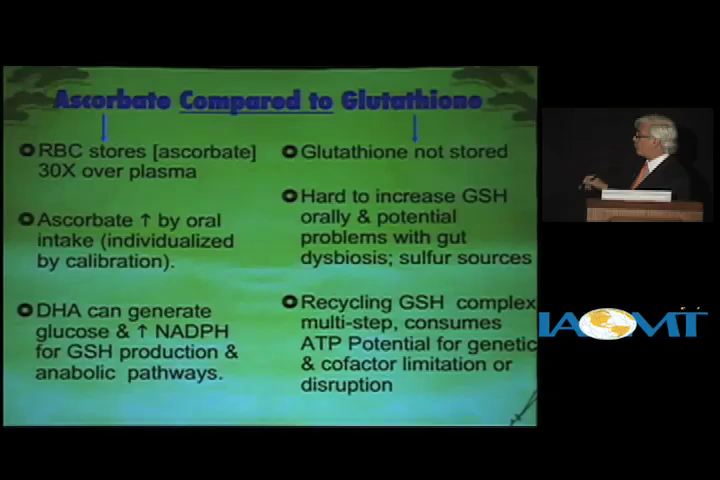 Ascorbate Compared to Glutathione
RBC stores [ascorbate]
30X over plasma
Ascorbate ↑ by oral
intake (individualized
by calibration).
DHA can generate
glucose & ↑ NADPH
for GSH production &
anabolic pathways.
Glutathione not stored
Hard to increase GSH
orally & potential
problems with gut
dysbiosis; sulfur sources
Recycling GSH complex
multi-step, consumes
ATP Potential for genetic
& cofactor limitation or
disruption
IAOMT